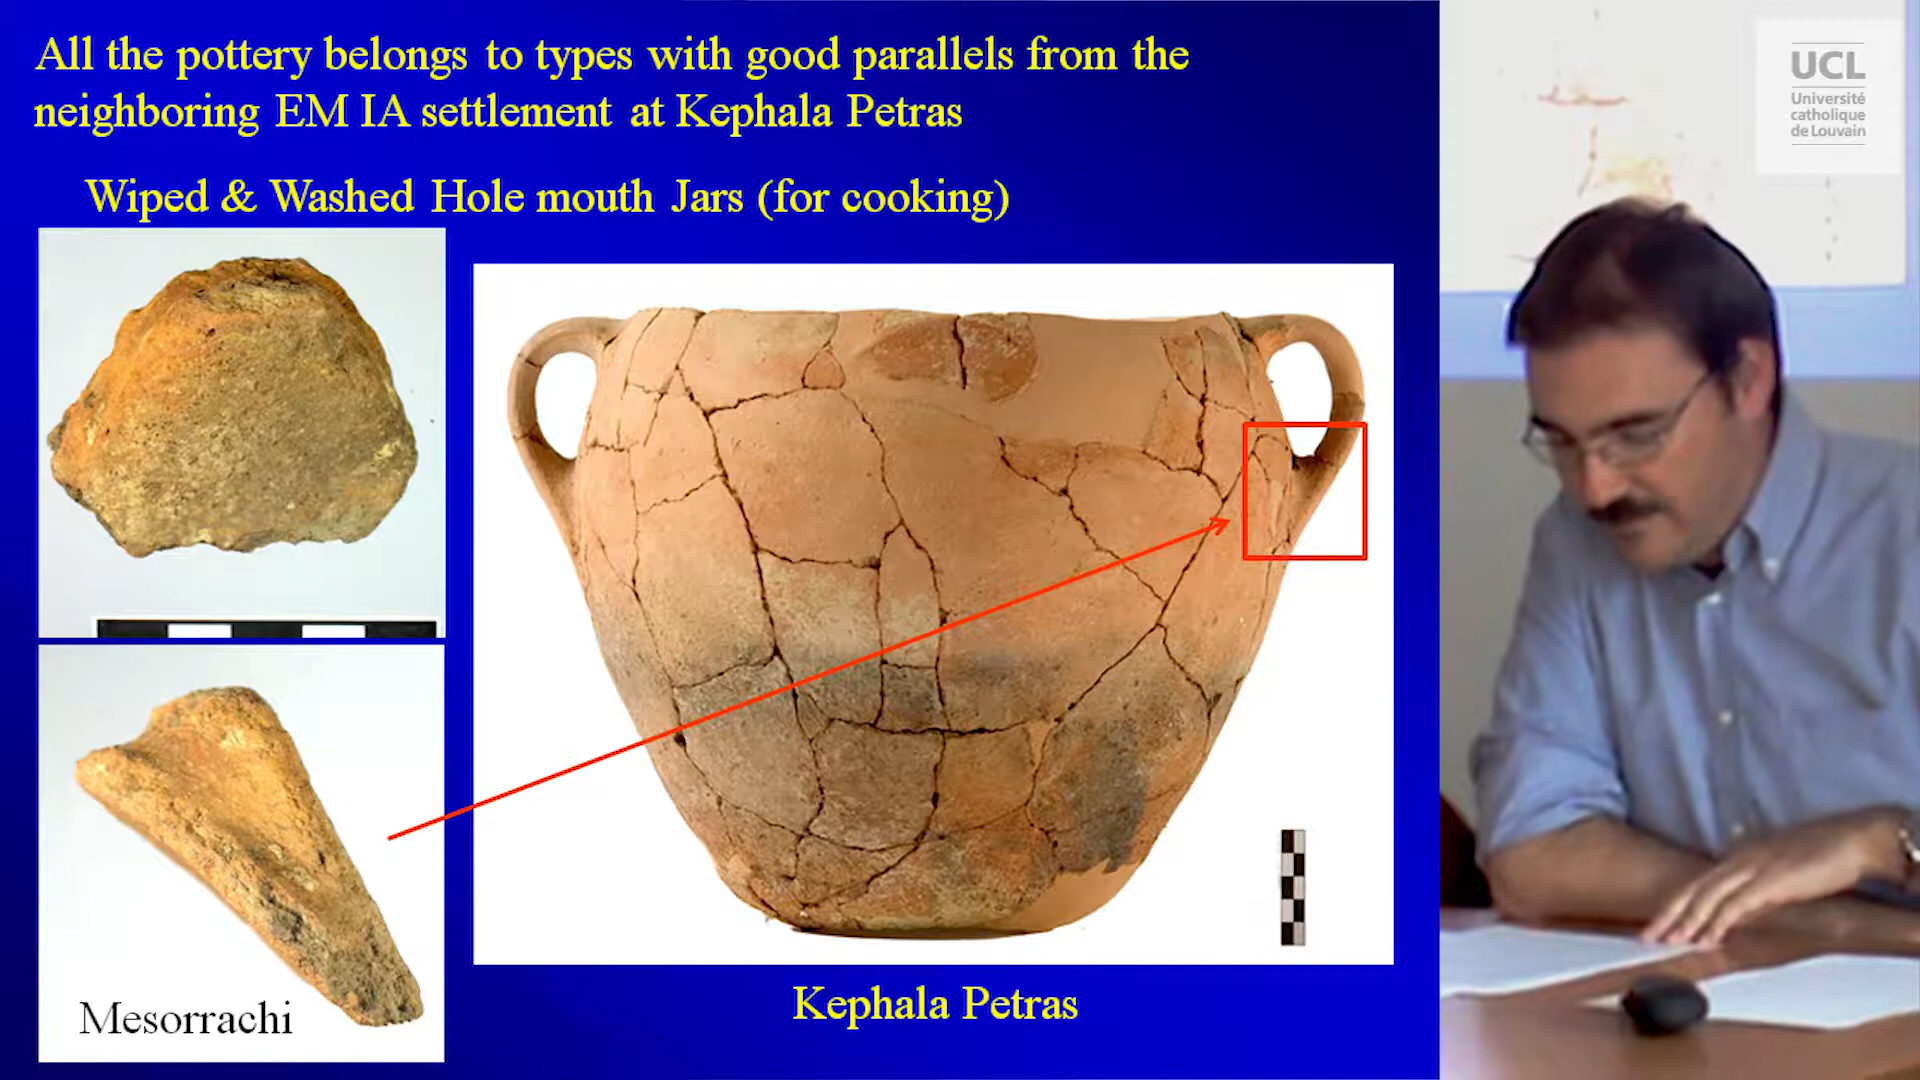 All the pottery belongs to types with good parallels from the
neighboring EM IA settlement at Kephala Petras
Wiped & Washed Hole mouth Jars (for cooking)
Mesorrachi
Kephala Petras
UCL
Université
catholique
de Louvain